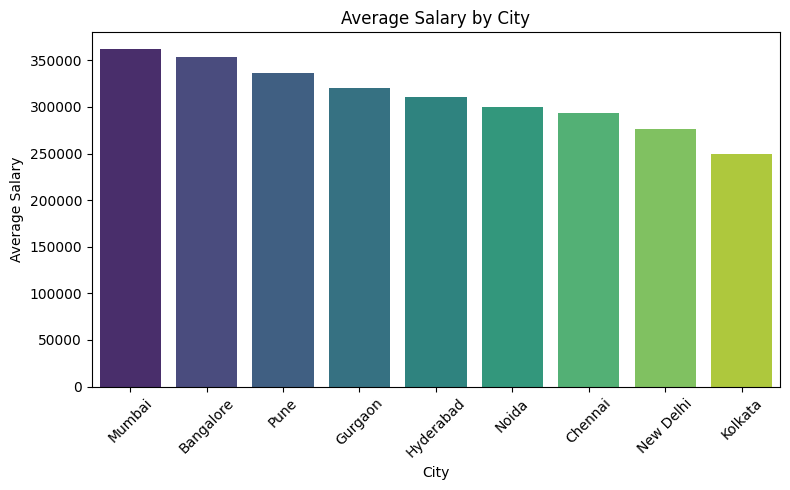 Average Salary by City
Average Salary
350000
300000
250000
200000
150000
100000
50000
0
Mumbai
Bangalore
Pune
Gurgaon
Hyderabad
Noida
Chennai
New Delhi
Kolkata
City